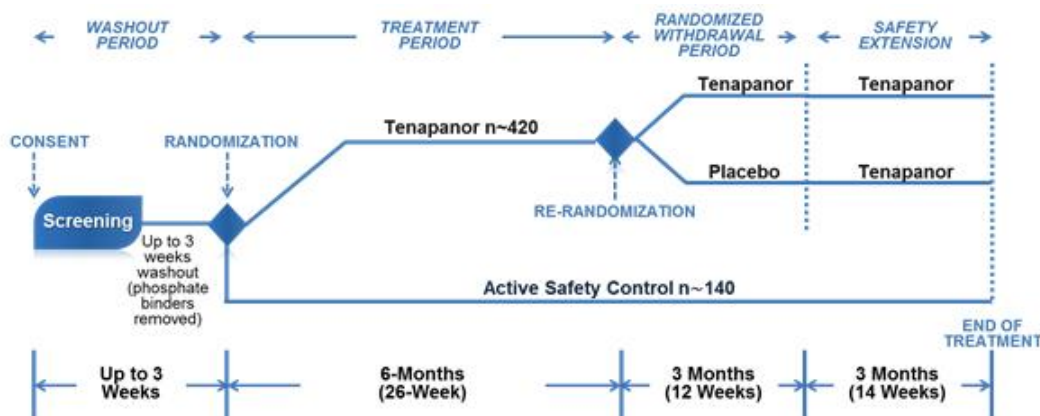 WASHOUT
PERIOD
TREATMENT
PERIOD
RANDOMIZED
WITHDRAWAL
PERIOD
SAFETY
EXTENSION
Tenapanor
Tenapanor
Tenapanor n~420
CONSENT
RANDOMIZATION
Placebo
Tenapanor
RE-RANDOMIZATION
Screening
Up to 3
weeks
washout
(phosphate
binders
removed)
Active Safety Control n~140
END OF
TREATMENT
Up to 3
Weeks
6-Months
(26-Week)
3 Months
(12 Weeks)
3 Months
(14 Weeks)